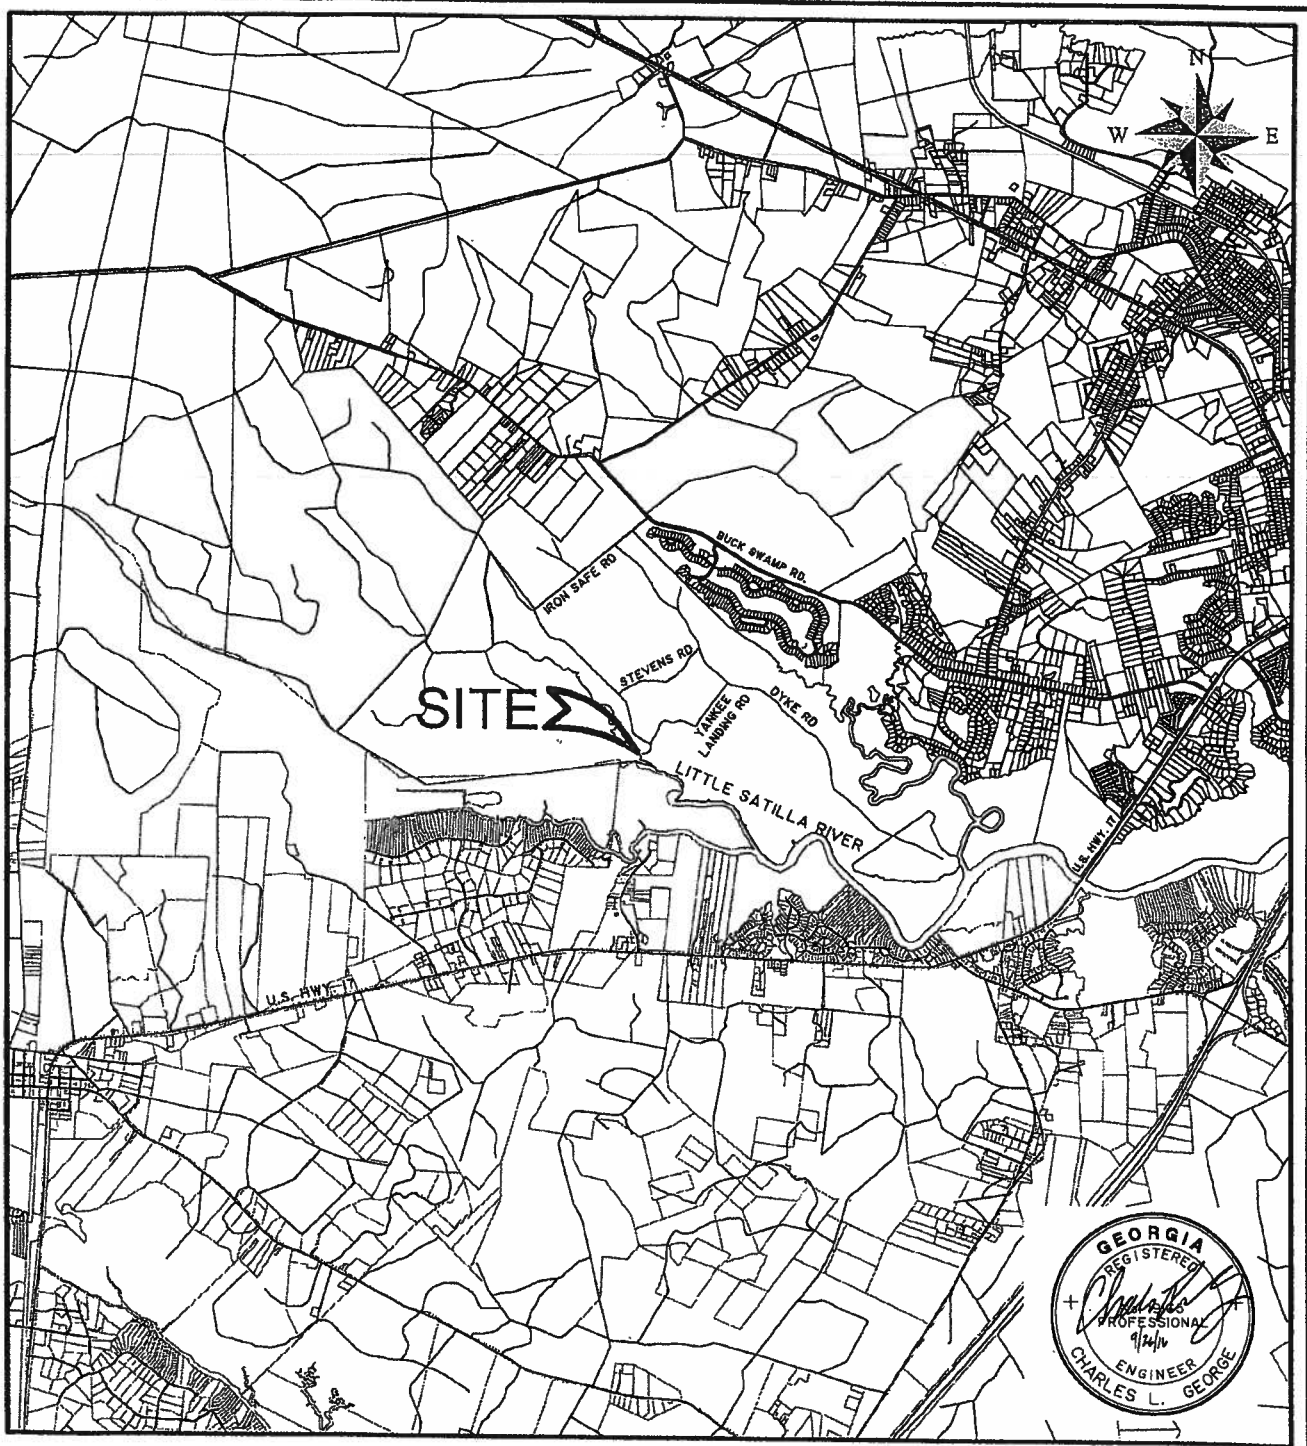 N
W E
BUCK SWAMP RD.
IRON SAFE RD
STEVENS RD
SITE
YANKEE
LANDING RD
DYKE RD
LITTLE SATILLA RIVER
U.S. HWY. 17
U.S. HWY. 17
GEORGIA
REGISTERED
PROFESSIONAL
ENGINEER
CHARLES L. GEORGE